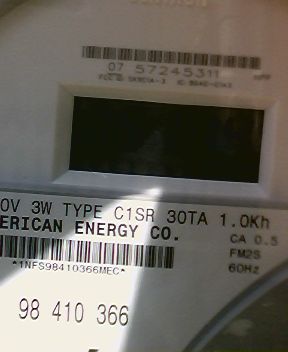 07 57245311
0V 3W TYPE C1SR 30TA 1.0Kh
ERICAN ENERGY CO.
CA 0.5
FM2S
60Hz
*1NFS98410366MEC*
98 410 366